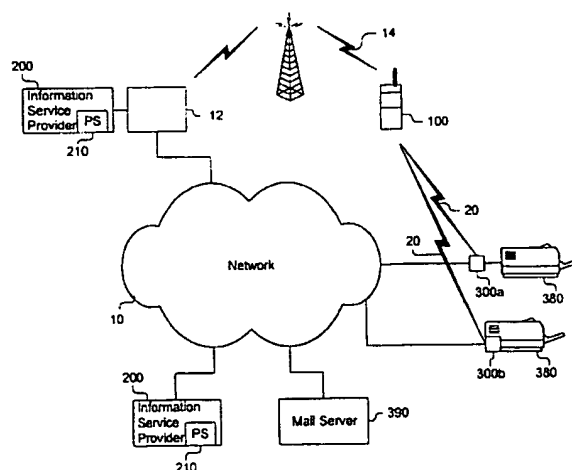 200
14
Information
Service
Provider
PS
12
100
210
20
20
Network
300a
380
10
300b
380
200
Information
Service
Provider
PS
Mail Server
390
210